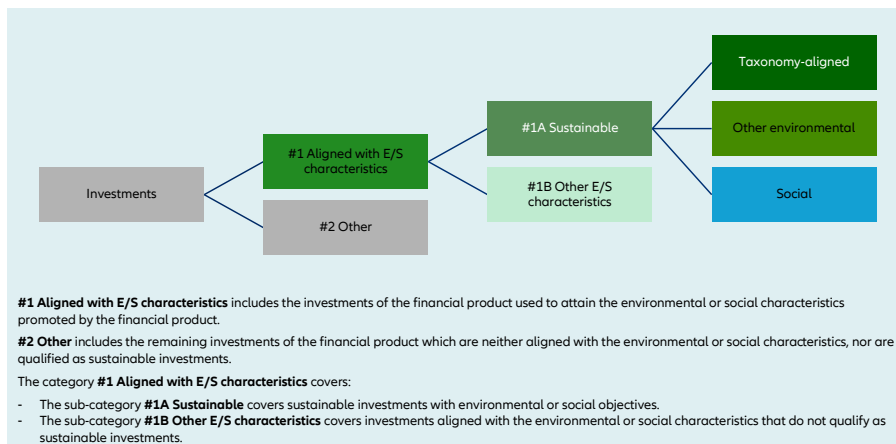 Taxonomy-aligned
#1A Sustainable
Other environmental
#1 Aligned with E/S
characteristics
#1B Other E/S
characteristics
Investments
Social
#2 Other
#1 Aligned with E/S characteristics includes the investments of the financial product used to attain the environmental or social characteristics
promoted by the financial product.
#2 Other includes the remaining investments of the financial product which are neither aligned with the environmental or social characteristics, nor are
qualified as sustainable investments.
The category #1 Aligned with E/S characteristics covers:
- The sub-category #1A Sustainable covers sustainable investments with environmental or social objectives.
- The sub-category #1B Other E/S characteristics covers investments aligned with the environmental or social characteristics that do not qualify as
sustainable investments.